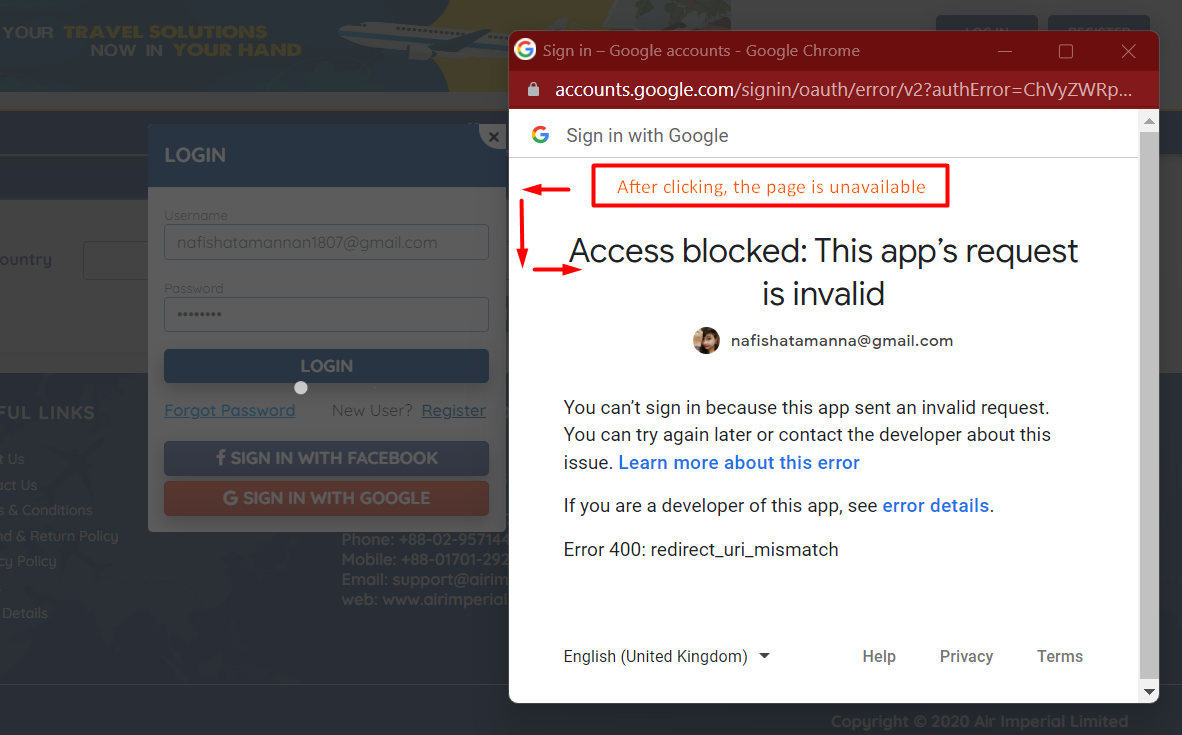 YOUR TRAVEL SOLUTIONS
NOW IN YOUR HAND
LOG IN
REGISTER
Sign in – Google accounts - Google Chrome
accounts.google.com/signin/oauth/error/v2?authError=ChVyZWRp...
Sign in with Google
After clicking, the page is unavailable
Access blocked: This app's request
is invalid
nafishatamanna@gmail.com
You can't sign in because this app sent an invalid request.
You can try again later or contact the developer about this
issue. Learn more about this error
If you are a developer of this app, see error details.
Error 400: redirect_uri_mismatch
English (United Kingdom)
Help
Privacy
Terms
LOGIN
Username
nafishatamannan1807@gmail.com
Password
LOGIN
Forgot Password
New User? Register
SIGN IN WITH FACEBOOK
SIGN IN WITH GOOGLE
ountry
FUL LINKS
t Us
act Us
s & Conditions
nd & Return Policy
cy Policy
Details
Phone: +88-02-957144
Mobile: +88-01701-292
Email: support@airim
web: www.airimperial
Copyright © 2020 Air Imperial Limited